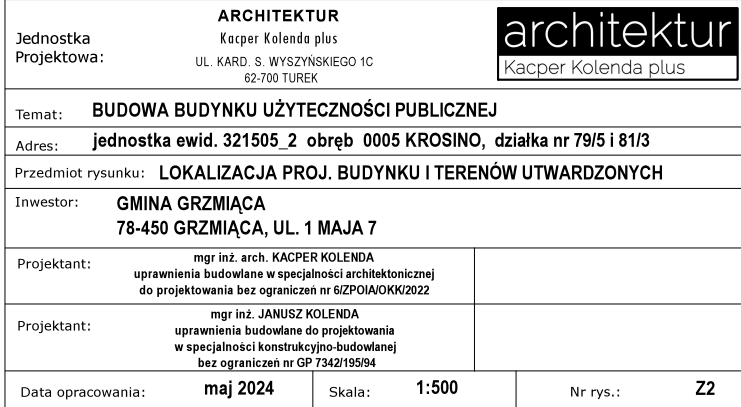 Jednostka
Projektowa:
ARCHITEKTUR
Kacper Kolenda plus
UL. KARD. S. WYSZYŃSKIEGO 1C
62-700 TUREK
architektur
Kacper Kolenda plus
Temat: BUDOWA BUDYNKU UŻYTECZNOŚCI PUBLICZNEJ
Adres: jednostka ewid. 321505_2 obręb 0005 KROSINO, działka nr 79/5 i 81/3
Przedmiot rysunku: LOKALIZACJA PROJ. BUDYNKU I TERENÓW UTWARDZONYCH
Inwestor: GMINA GRZMIĄCA
78-450 GRZMIĄCA, UL. 1 MAJA 7
Projektant:
mgr inż. arch. KACPER KOLENDA
uprawnienia budowlane w specjalności architektonicznej
do projektowania bez ograniczeń nr 6/ZPOIA/OKK/2022
Projektant:
mgr inż. JANUSZ KOLENDA
uprawnienia budowlane do projektowania
w specjalności konstrukcyjno-budowlanej
bez ograniczeń nr GP 7342/195/94
Data opracowania: maj 2024 Skala: 1:500 Nr rys.: Z2